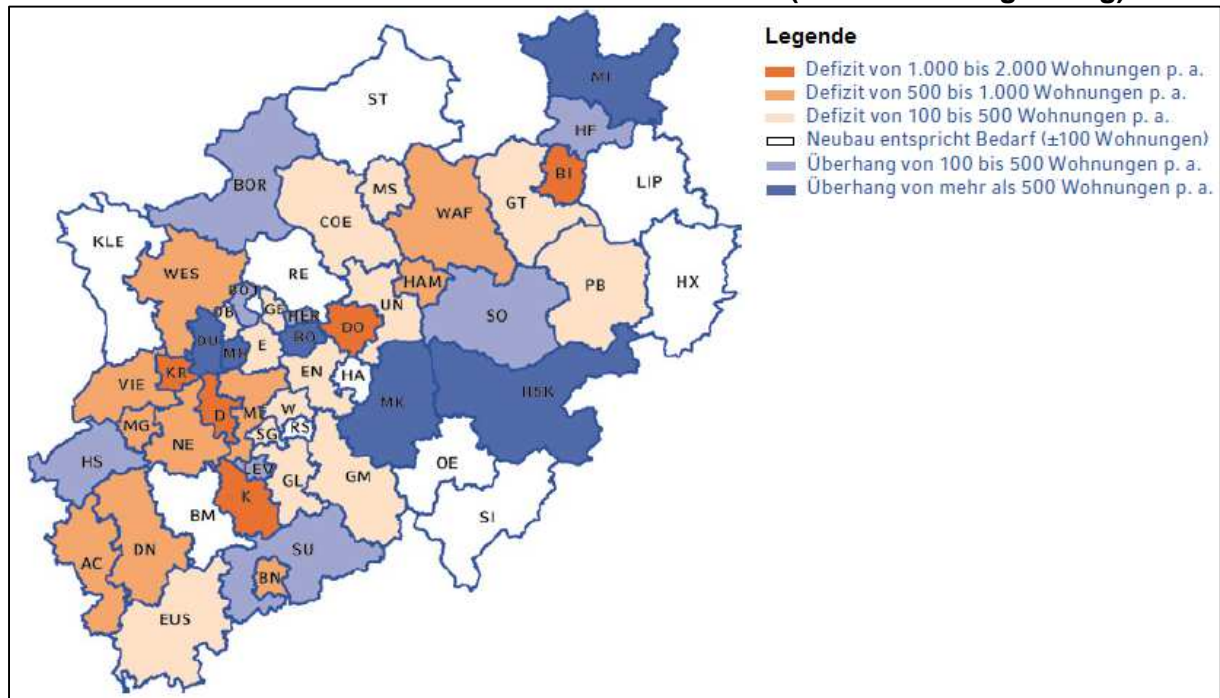 Legende
Defizit von 1.000 bis 2.000 Wohnungen p. a.
Defizit von 500 bis 1.000 Wohnungen p. a.
Defizit von 100 bis 500 Wohnungen p. a.
Neubau entspricht Bedarf (±100 Wohnungen)
Überhang von 100 bis 500 Wohnungen p. a.
Überhang von mehr als 500 Wohnungen p. a.
MI
ST
HF
BOR
MS
BI
LIP
COE
WAF
GT
KLE
WES
RE
HAM
PB
HX
BOT
OB
GE
HER
UN
SO
DU
MH
E
BO
DO
KR
EN
HA
VIE
MK
HSK
D
ME
W
MG
NE
SG
RS
HS
LEV
GL
GM
OE
K
BM
SI
AC
DN
SU
BN
EUS